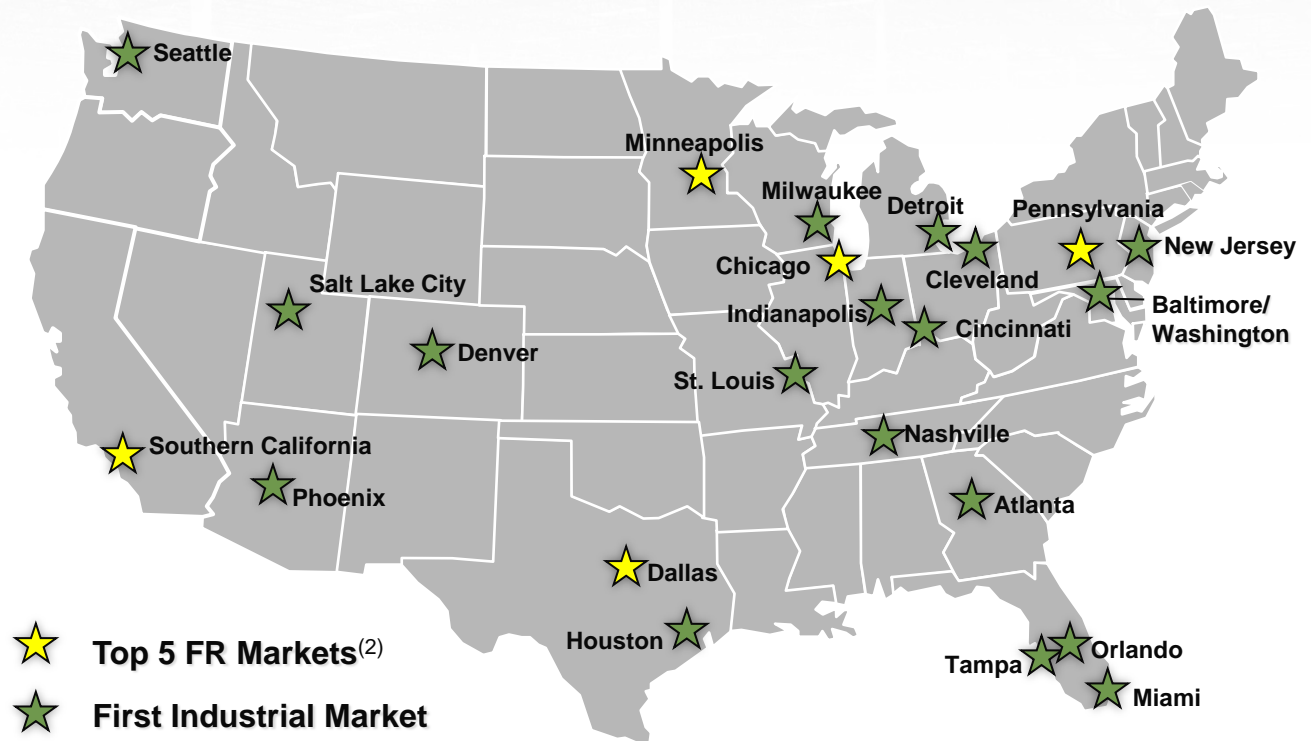 Seattle
Minneapolis
Milwaukee
Detroit
Pennsylvania
New Jersey
Chicago
Cleveland
Salt Lake City
Indianapolis
Baltimore/
Washington
Cincinnati
Denver
St. Louis
Southern California
Nashville
Phoenix
Atlanta
Dallas
Houston
Orlando
Tampa
Miami
Top 5 FR Markets(2)
First Industrial Market